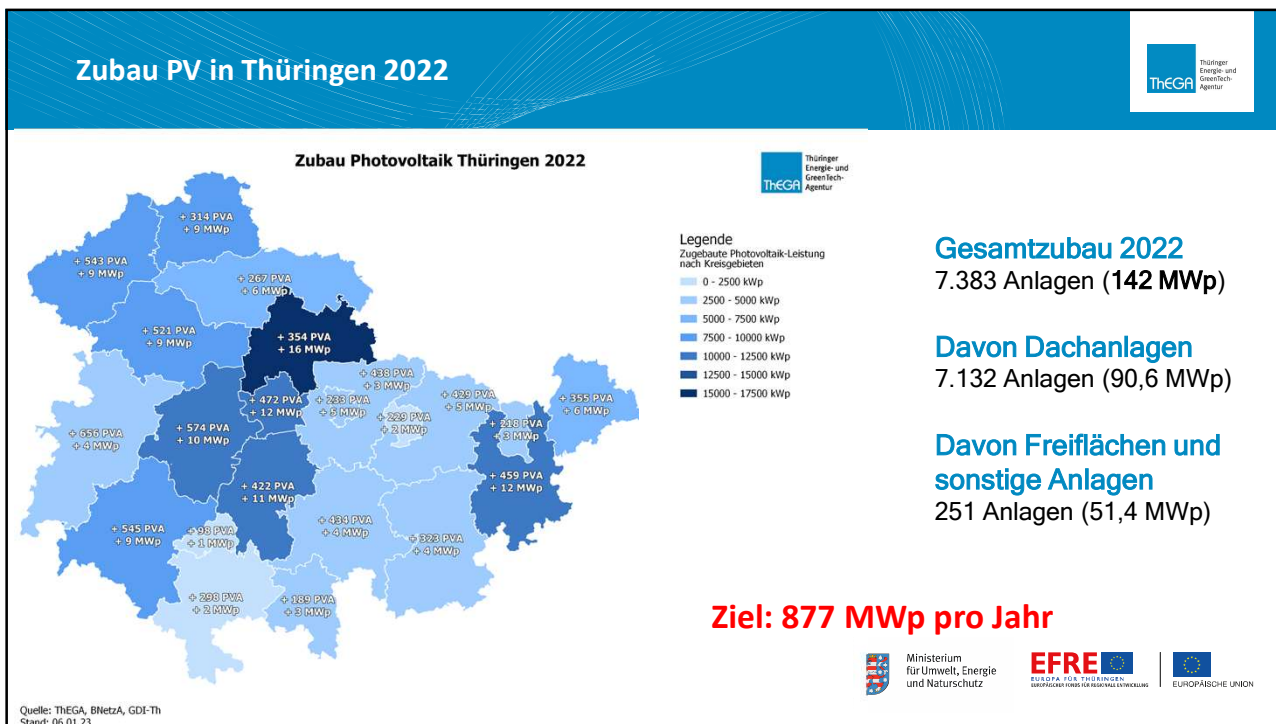 Zubau PV in Thüringen 2022
ThEGA
Thüringer
Energie- und
GreenTech-
Agentur
Zubau Photovoltaik Thüringen 2022
ThEGA
Thüringer
Energie- und
GreenTech-
Agentur
+ 314 PVA
+ 9 MWp
+ 543 PVA
+ 9 MWp
+ 267 PVA
+ 6 MWp
+ 521 PVA
+ 9 MWp
+ 354 PVA
+ 16 MWp
+ 438 PVA
+ 3 MWp
+ 472 PVA
+ 12 MWp
+ 233 PVA
+ 5 MWp
+ 429 PVA
+ 5 MWp
+ 355 PVA
+ 6 MWp
+ 229 PVA
+ 2 MWp
+ 218 PVA
+ 3 MWp
+ 656 PVA
+ 4 MWp
+ 574 PVA
+ 10 MWp
+ 459 PVA
+ 12 MWp
+ 422 PVA
+ 11 MWp
+ 434 PVA
+ 4 MWp
+ 545 PVA
+ 9 MWp
+ 98 PVA
+ 1 MWp
+ 323 PVA
+ 4 MWp
+ 298 PVA
+ 2 MWp
+ 189 PVA
+ 3 MWp
Legende
Zugebaute Photovoltaik-Leistung
nach Kreisgebieten
0 - 2500 kWp
2500 - 5000 kWp
5000 - 7500 kWp
7500 - 10000 kWp
10000 - 12500 kWp
12500 - 15000 kWp
15000 - 17500 kWp
Gesamtzubau 2022
7.383 Anlagen (142 MWp)
Davon Dachanlagen
7.132 Anlagen (90,6 MWp)
Davon Freiflächen und
sonstige Anlagen
251 Anlagen (51,4 MWp)
Ziel: 877 MWp pro Jahr
Ministerium
für Umwelt, Energie
und Naturschutz
EFRE
EUROPA FÜR THÜRINGEN
EUROPÄISCHER FONDS FÜR REGIONALE ENTWICKLUNG
EUROPÄISCHE UNION
Quelle: ThEGA, BNetzA, GDI-Th
Stand: 06.01.23